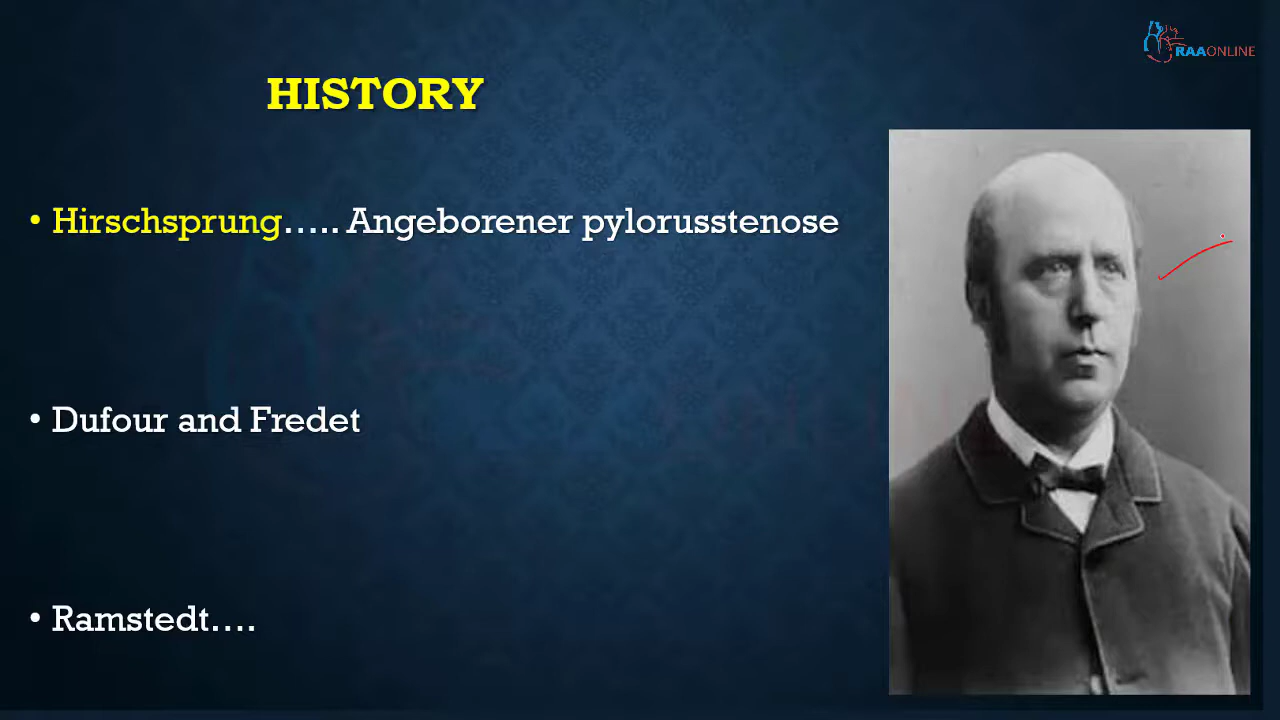 RAAONLINE
HISTORY
• Hirschsprung….. Angeborener pylorusstenose
• Dufour and Fredet
• Ramstedt….